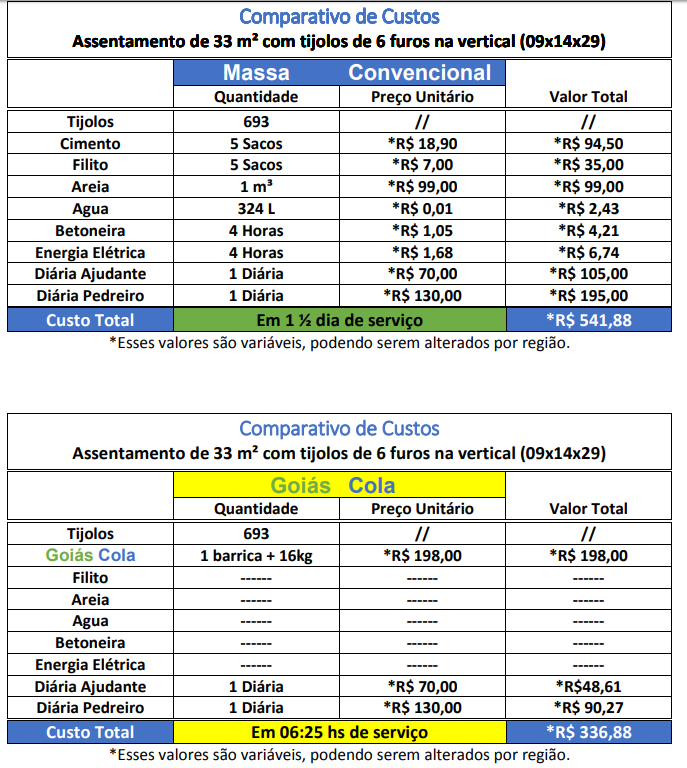 Comparativo de Custos
Assentamento de 33 m² com tijolos de 6 furos na vertical (09x14x29)
Massa Convencional
Quantidade Preço Unitário Valor Total
Tijolos 693 // //
Cimento 5 Sacos *R$ 18,90 *R$ 94,50
Filito 5 Sacos *R$ 7,00 *R$ 35,00
Areia 1 m³ *R$ 99,00 *R$ 99,00
Agua 324 L *R$ 0,01 *R$ 2,43
Betoneira 4 Horas *R$ 1,05 *R$ 4,21
Energia Elétrica 4 Horas *R$ 1,68 *R$ 6,74
Diária Ajudante 1 Diária *R$ 70,00 *R$ 105,00
Diária Pedreiro 1 Diária *R$ 130,00 *R$ 195,00
Custo Total Em 1 ½ dia de serviço *R$ 541,88
*Esses valores são variáveis, podendo serem alterados por região.
Comparativo de Custos
Assentamento de 33 m² com tijolos de 6 furos na vertical (09x14x29)
Goiás Cola
Quantidade Preço Unitário Valor Total
Tijolos 693 // //
Goiás Cola 1 barrica + 16kg *R$ 198,00 *R$ 198,00
Filito ------ ------ ------
Areia ------ ------ ------
Agua ------ ------ ------
Betoneira ------ ------ ------
Energia Elétrica ------ ------ ------
Diária Ajudante 1 Diária *R$ 70,00 *R$48,61
Diária Pedreiro 1 Diária *R$ 130,00 *R$ 90,27
Custo Total Em 06:25 hs de serviço *R$ 336,88
*Esses valores são variáveis, podendo serem alterados por região.